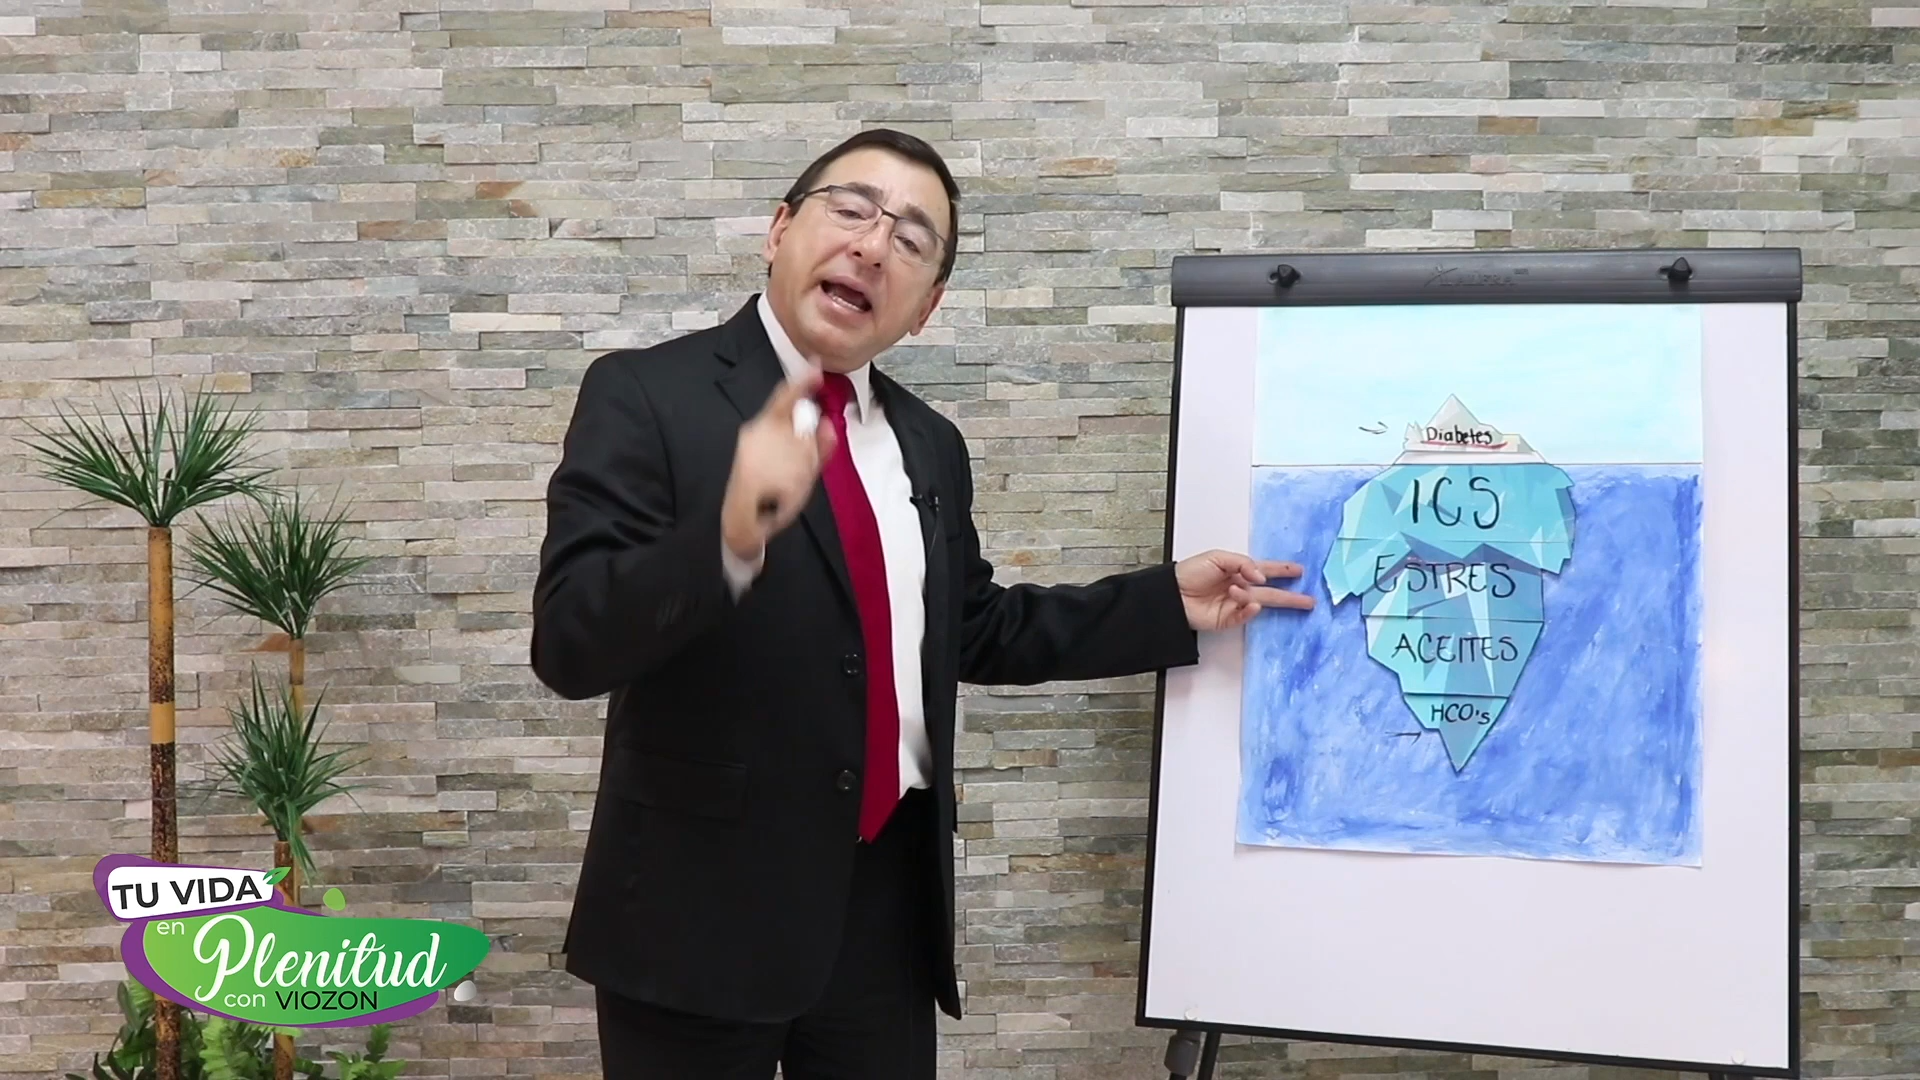 Diabetes
ICS
ESTRES
ACEITES
HCO's
TU VIDA
en
Plenitud
con VIOZON